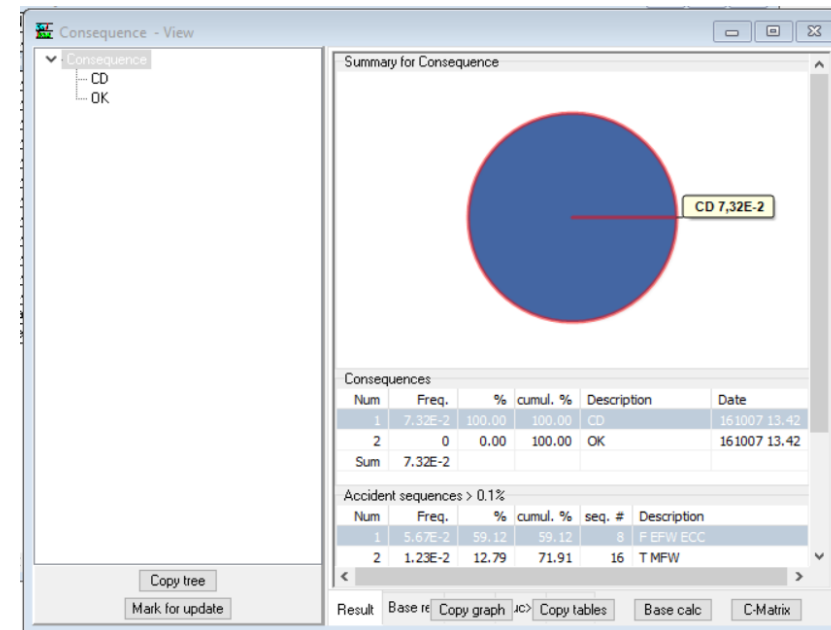 Consequence - View
Consequence
CD
OK
Copy tree
Mark for update
Summary for Consequence
CD 7,32E-2
Consequences
Num Freq. % cumul. % Description Date
1 7.32E-2 100.00 100.00 CD 161007 13.42
2 0 0.00 100.00 OK 161007 13.42
Sum 7.32E-2
Accident sequences > 0.1%
Num Freq. % cumul. % seq. # Description
1 5.67E-2 59.12 59.12 8 F EFW ECC
2 1.23E-2 12.79 71.91 16 T MFW
Result Base re Copy graph Copy tables Base calc C-Matrix